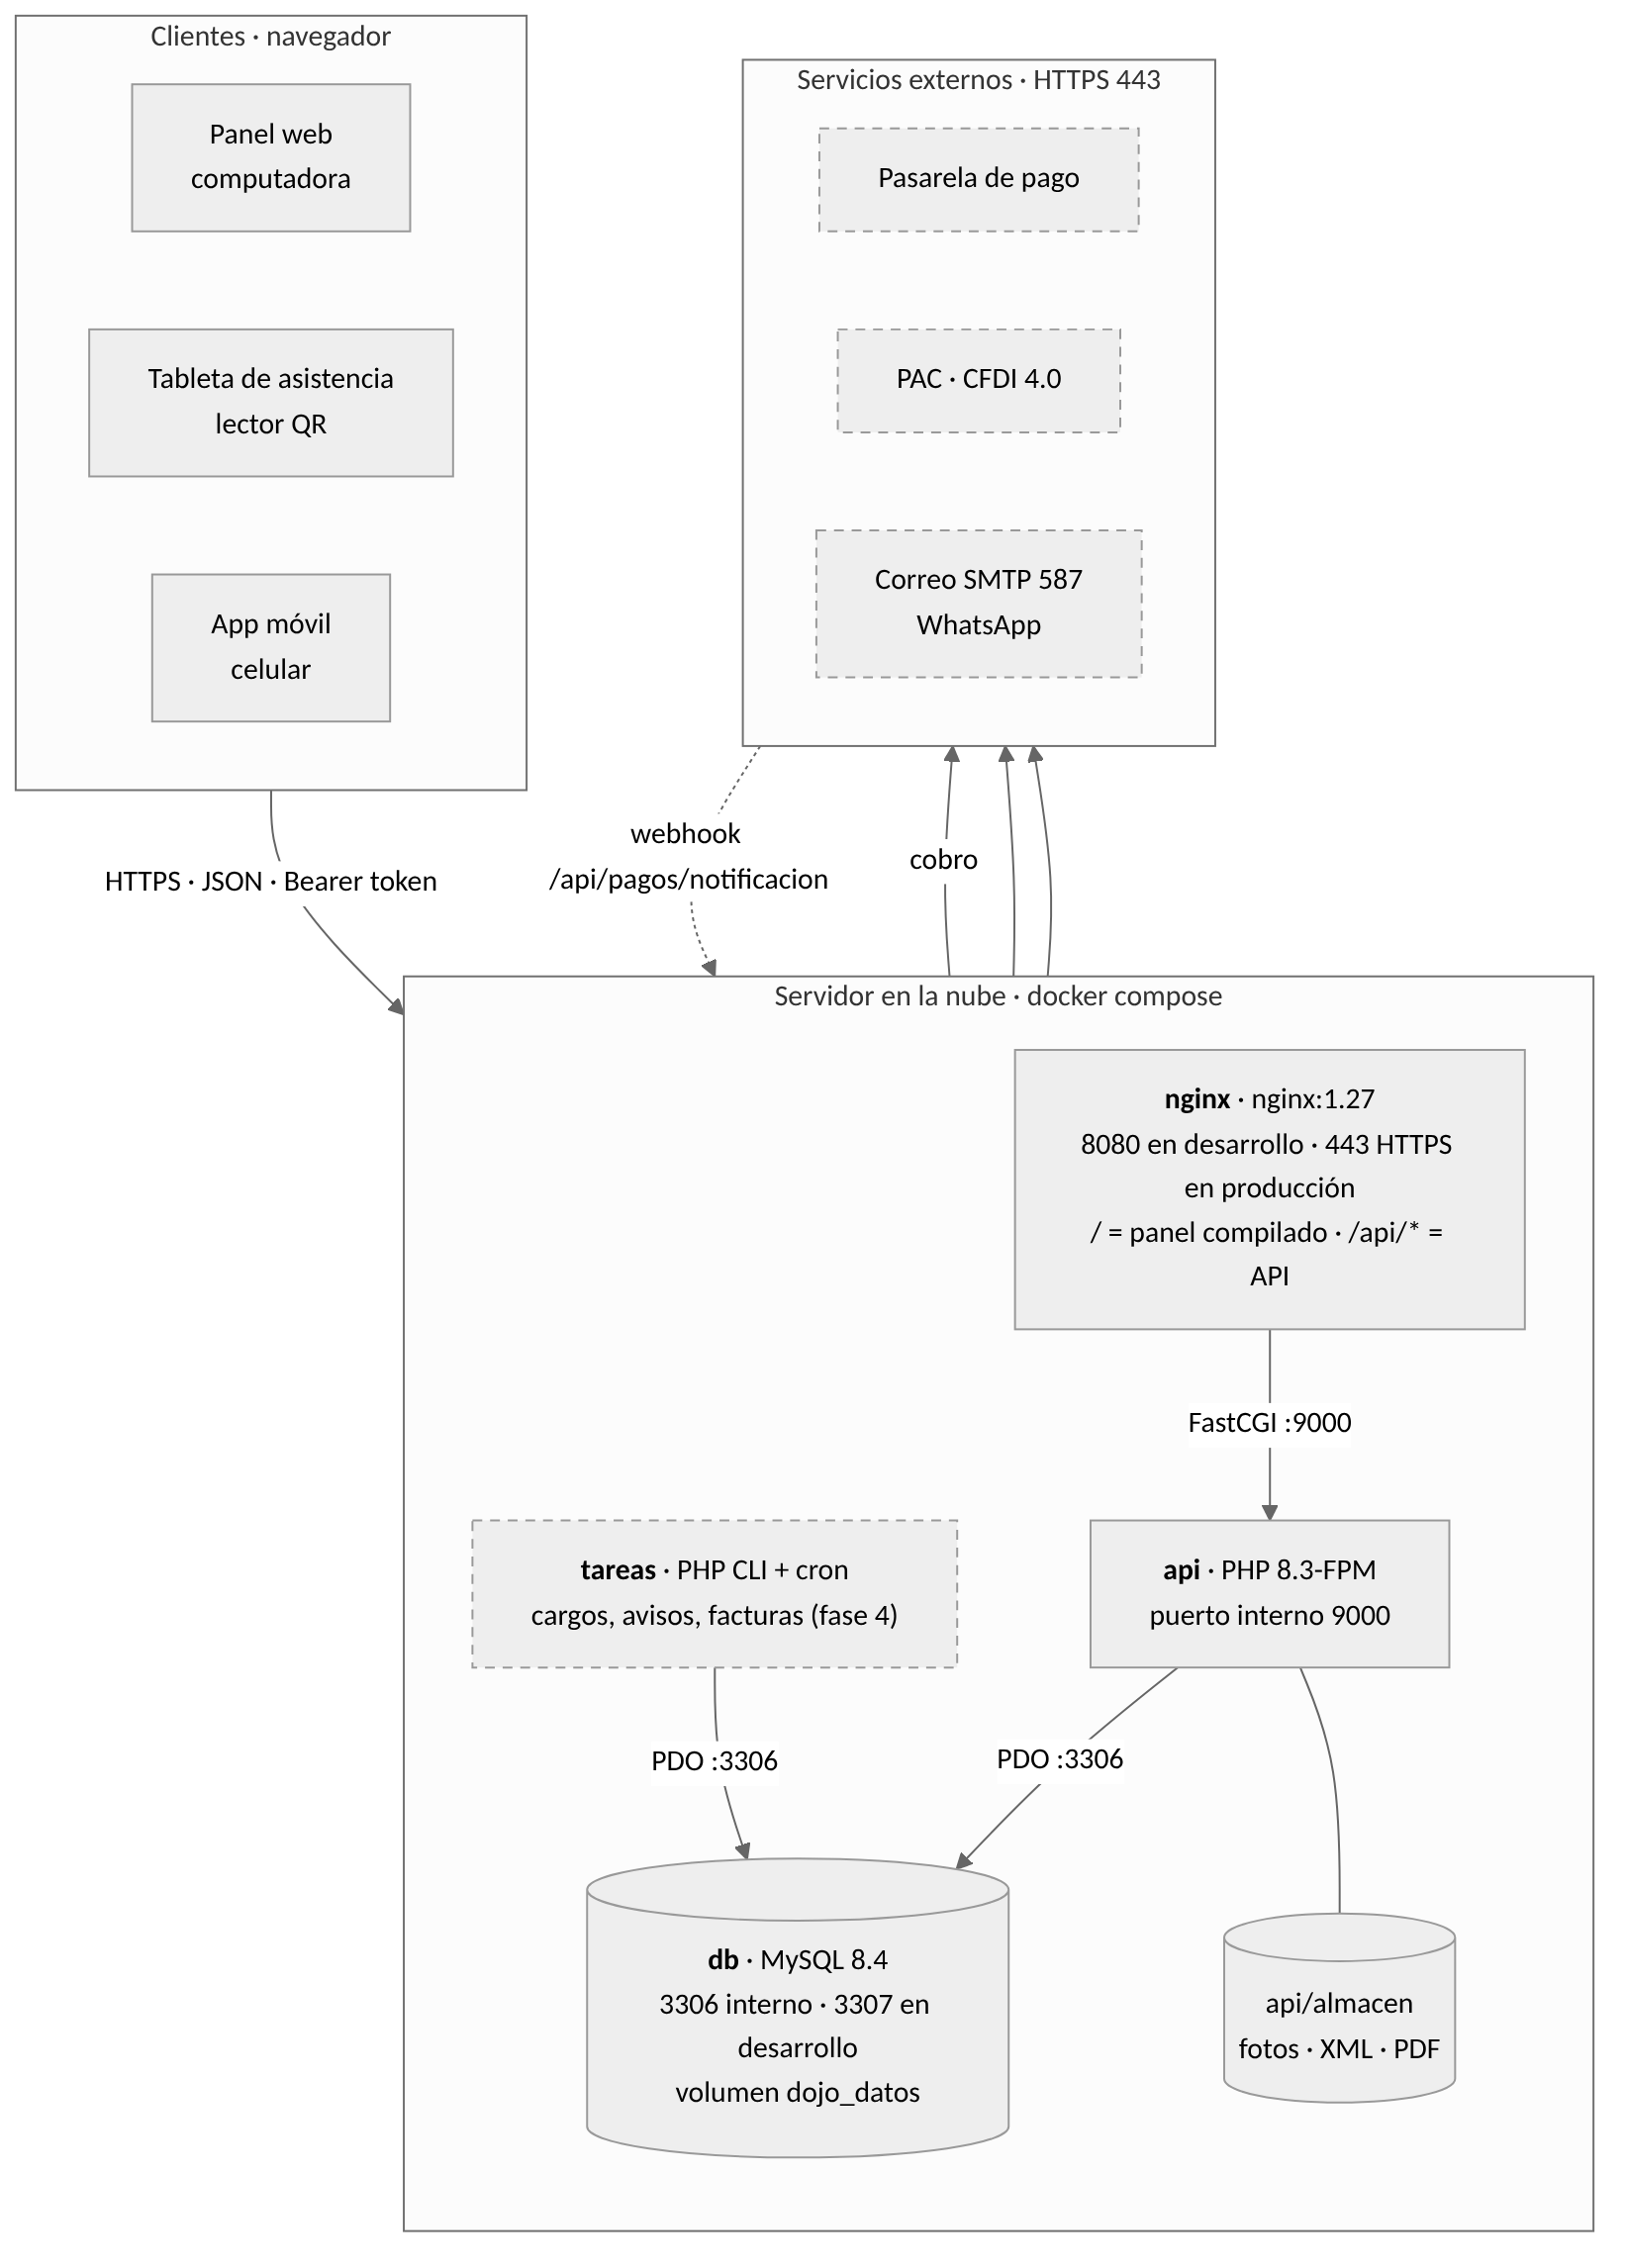 Clientes · navegador
Panel web
computadora
Tableta de asistencia
lector QR
App móvil
celular
Servicios externos · HTTPS 443
Pasarela de pago
PAC · CFDI 4.0
Correo SMTP 587
WhatsApp
HTTPS · JSON · Bearer token
webhook
/api/pagos/notificacion
cobro
Servidor en la nube · docker compose
nginx · nginx:1.27
8080 en desarrollo · 443 HTTPS
en producción
/ = panel compilado · /api/* =
API
FastCGI :9000
tareas · PHP CLI + cron
cargos, avisos, facturas (fase 4)
api · PHP 8.3-FPM
puerto interno 9000
PDO :3306
PDO :3306
db · MySQL 8.4
3306 interno · 3307 en
desarrollo
volumen dojo_datos
api/almacen
fotos · XML · PDF